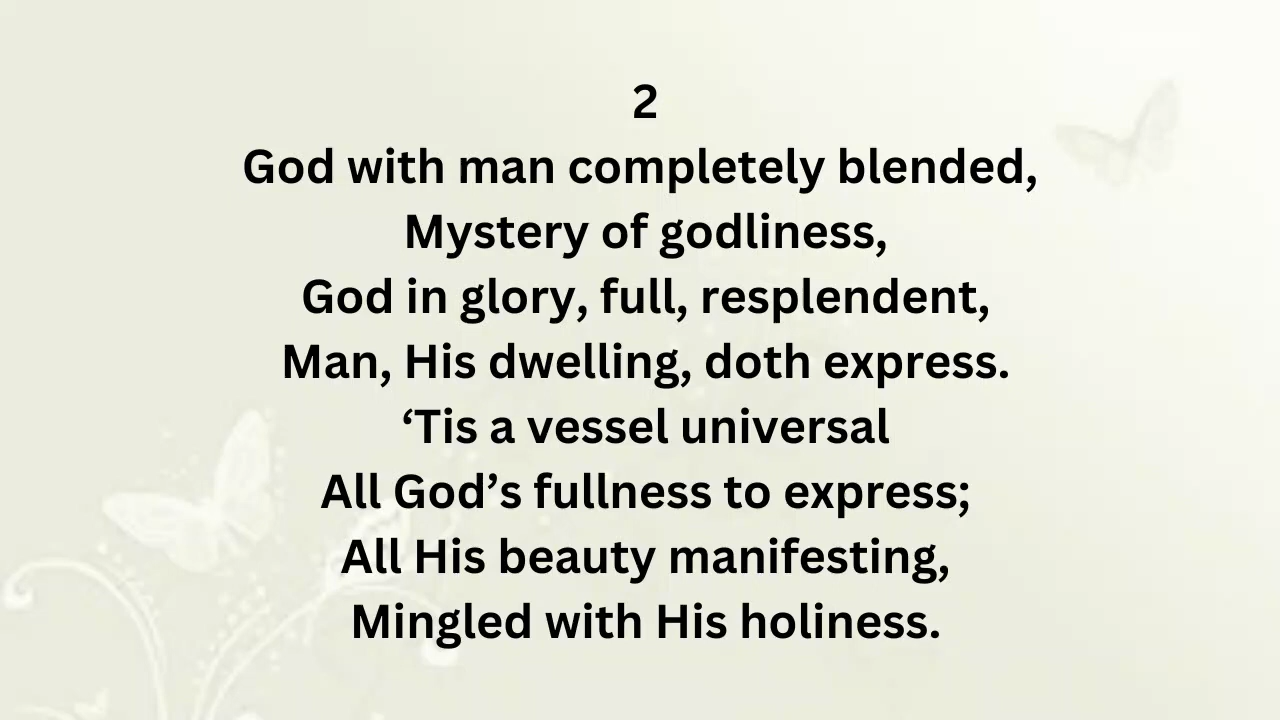 2
God with man completely blended,
Mystery of godliness,
God in glory, full, resplendent,
Man, His dwelling, doth express.
‘Tis a vessel universal
All God’s fullness to express;
All His beauty manifesting,
Mingled with His holiness.